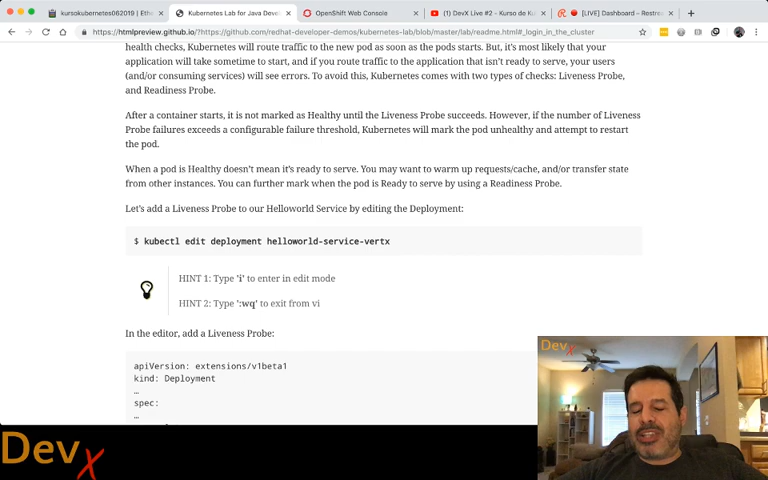 kursokubernetes062019 | Ethe
Kubernetes Lab for Java Deve
OpenShift Web Console
(1) DevX Live #2 - Kurso de K
[LIVE] Dashboard - Restre
https://htmlpreview.github.io/?https://github.com/redhat-developer-demos/kubernetes-lab/blob/master/lab/readme.html#_login_in_the_cluster
health checks, Kubernetes will route traffic to the new pod as soon as the pods starts. But, it's most likely that your
application will take sometime to start, and if you route traffic to the application that isn't ready to serve, your users
(and/or consuming services) will see errors. To avoid this, Kubernetes comes with two types of checks: Liveness Probe,
and Readiness Probe.
After a container starts, it is not marked as Healthy until the Liveness Probe succeeds. However, if the number of Liveness
Probe failures exceeds a configurable failure threshold, Kubernetes will mark the pod unhealthy and attempt to restart
the pod.
When a pod is Healthy doesn't mean it's ready to serve. You may want to warm up requests/cache, and/or transfer state
from other instances. You can further mark when the pod is Ready to serve by using a Readiness Probe.
Let's add a Liveness Probe to our Helloworld Service by editing the Deployment:
$ kubectl edit deployment helloworld-service-vertx
HINT 1: Type 'i' to enter in edit mode
HINT 2: Type ':wq' to exit from vi
In the editor, add a Liveness Probe:
apiVersion: extensions/v1beta1
kind: Deployment
…
spec:
…
Devx
Devx